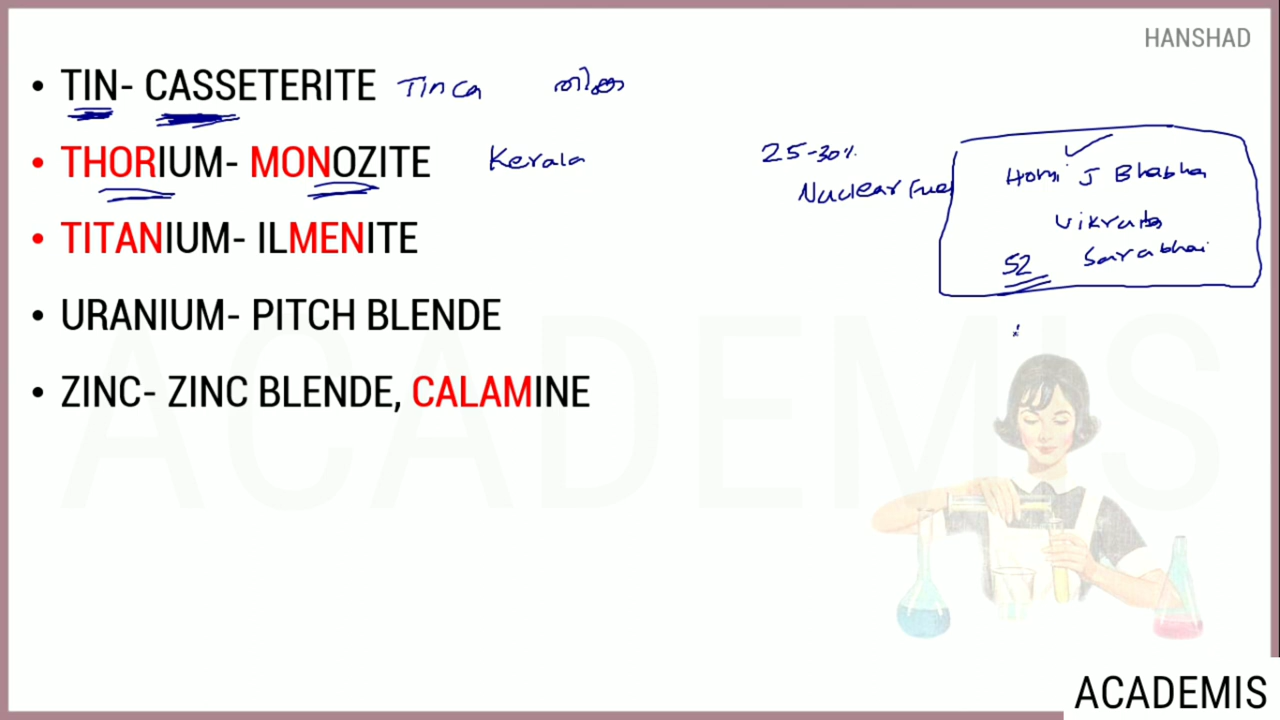 HANSHAD
• TIN- CASSETERITE Tinca
• THORIUM- MONOZITE Kerala 25-30%
Nuclear Fuel
Homi J Bhabha
Vikram
Sarabhai
52
• TITANIUM- ILMENITE
• URANIUM- PITCH BLENDE
• ZINC- ZINC BLENDE, CALAMINE
ACADEMIS
ACADEMIS